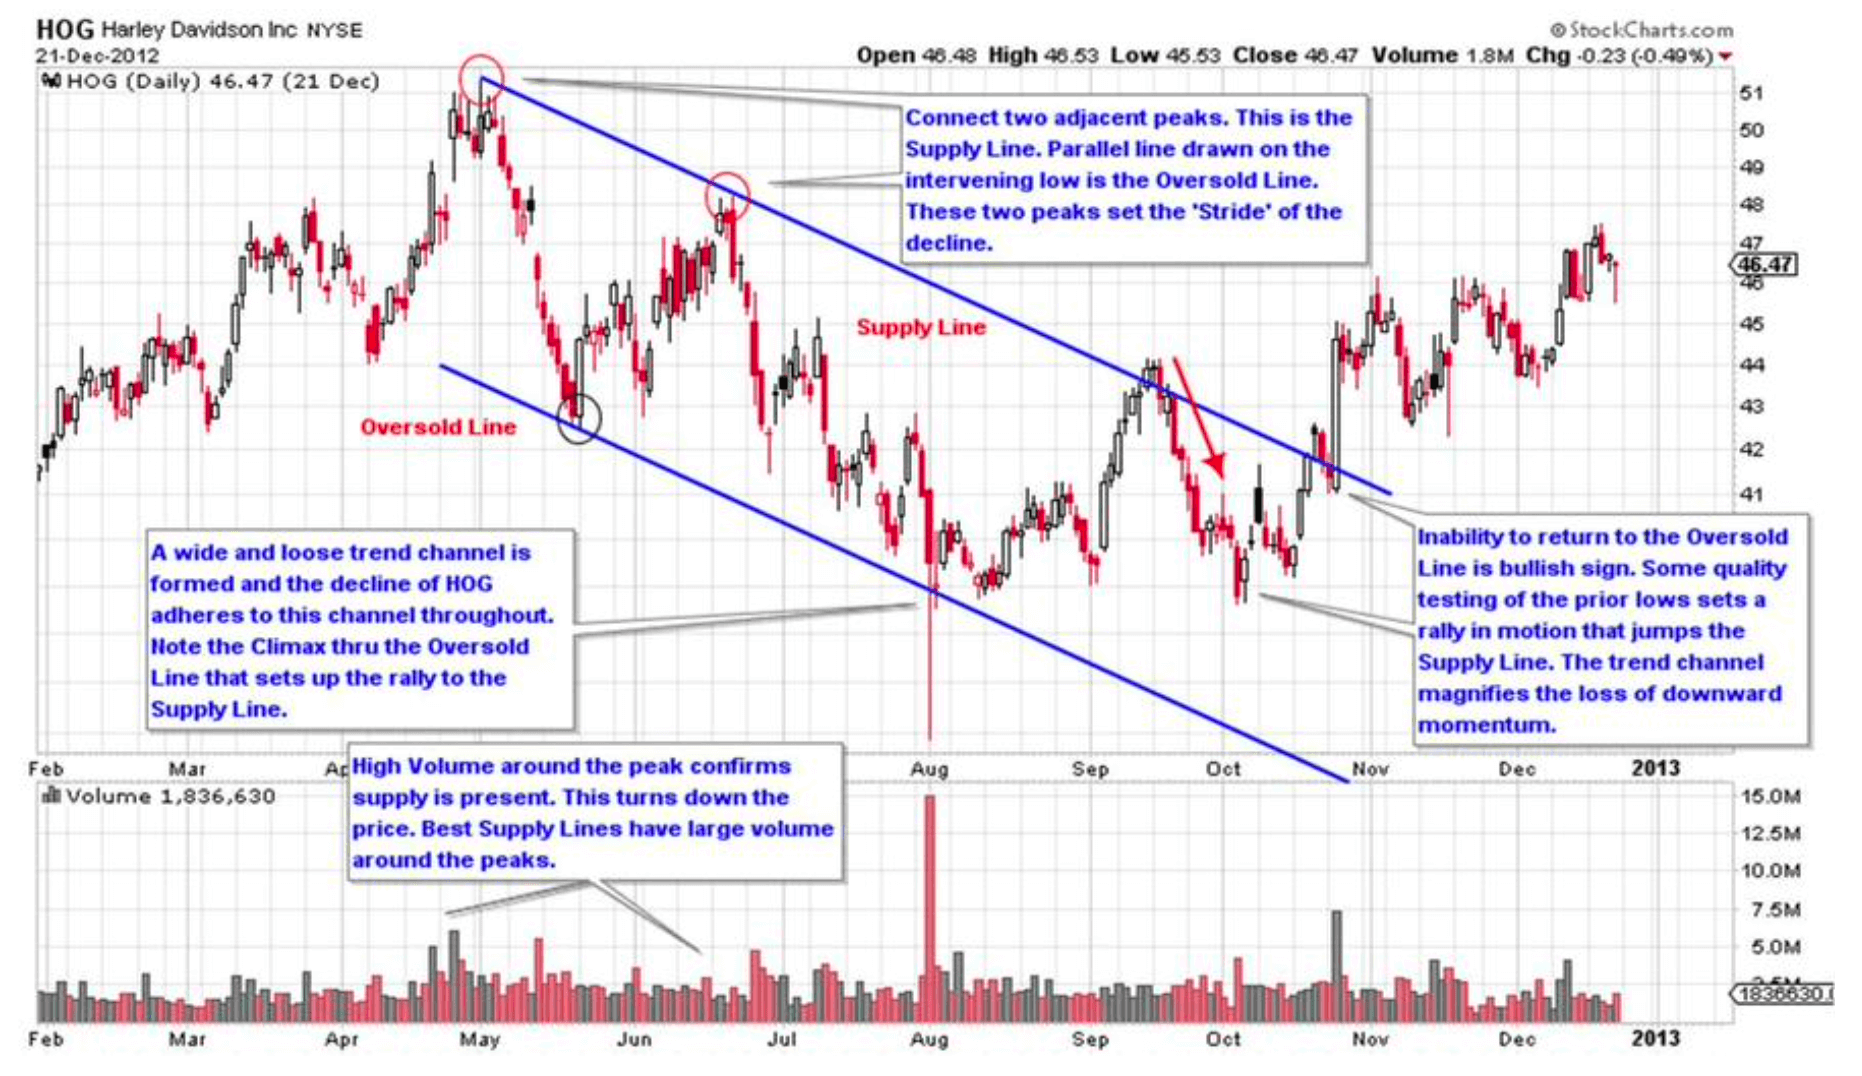 HOG Harley Davidson Inc NYSE
© StockCharts.com
21-Dec-2012
Open 46.48 High 46.53 Low 45.53 Close 46.47 Volume 1.8M Chg -0.23 (-0.49%)
HOG (Daily) 46.47 (21 Dec)
Connect two adjacent peaks. This is the
Supply Line. Parallel line drawn on the
intervening low is the Oversold Line.
These two peaks set the 'Stride' of the
decline.
51
50
49
48
47
46.47
46
45
44
43
42
41
Supply Line
Oversold Line
A wide and loose trend channel is
formed and the decline of HOG
adheres to this channel throughout.
Note the Climax thru the Oversold
Line that sets up the rally to the
Supply Line.
Inability to return to the Oversold
Line is bullish sign. Some quality
testing of the prior lows sets a
rally in motion that jumps the
Supply Line. The trend channel
magnifies the loss of downward
momentum.
Feb Mar Ap Aug Sep Oct Nov Dec 2013
High Volume around the peak confirms
supply is present. This turns down the
price. Best Supply Lines have large volume
around the peaks.
Volume 1,836,630
15.0M
12.5M
10.0M
7.5M
5.0M
1836630.0
Feb Mar Apr May Jun Jul Aug Sep Oct Nov Dec 2013